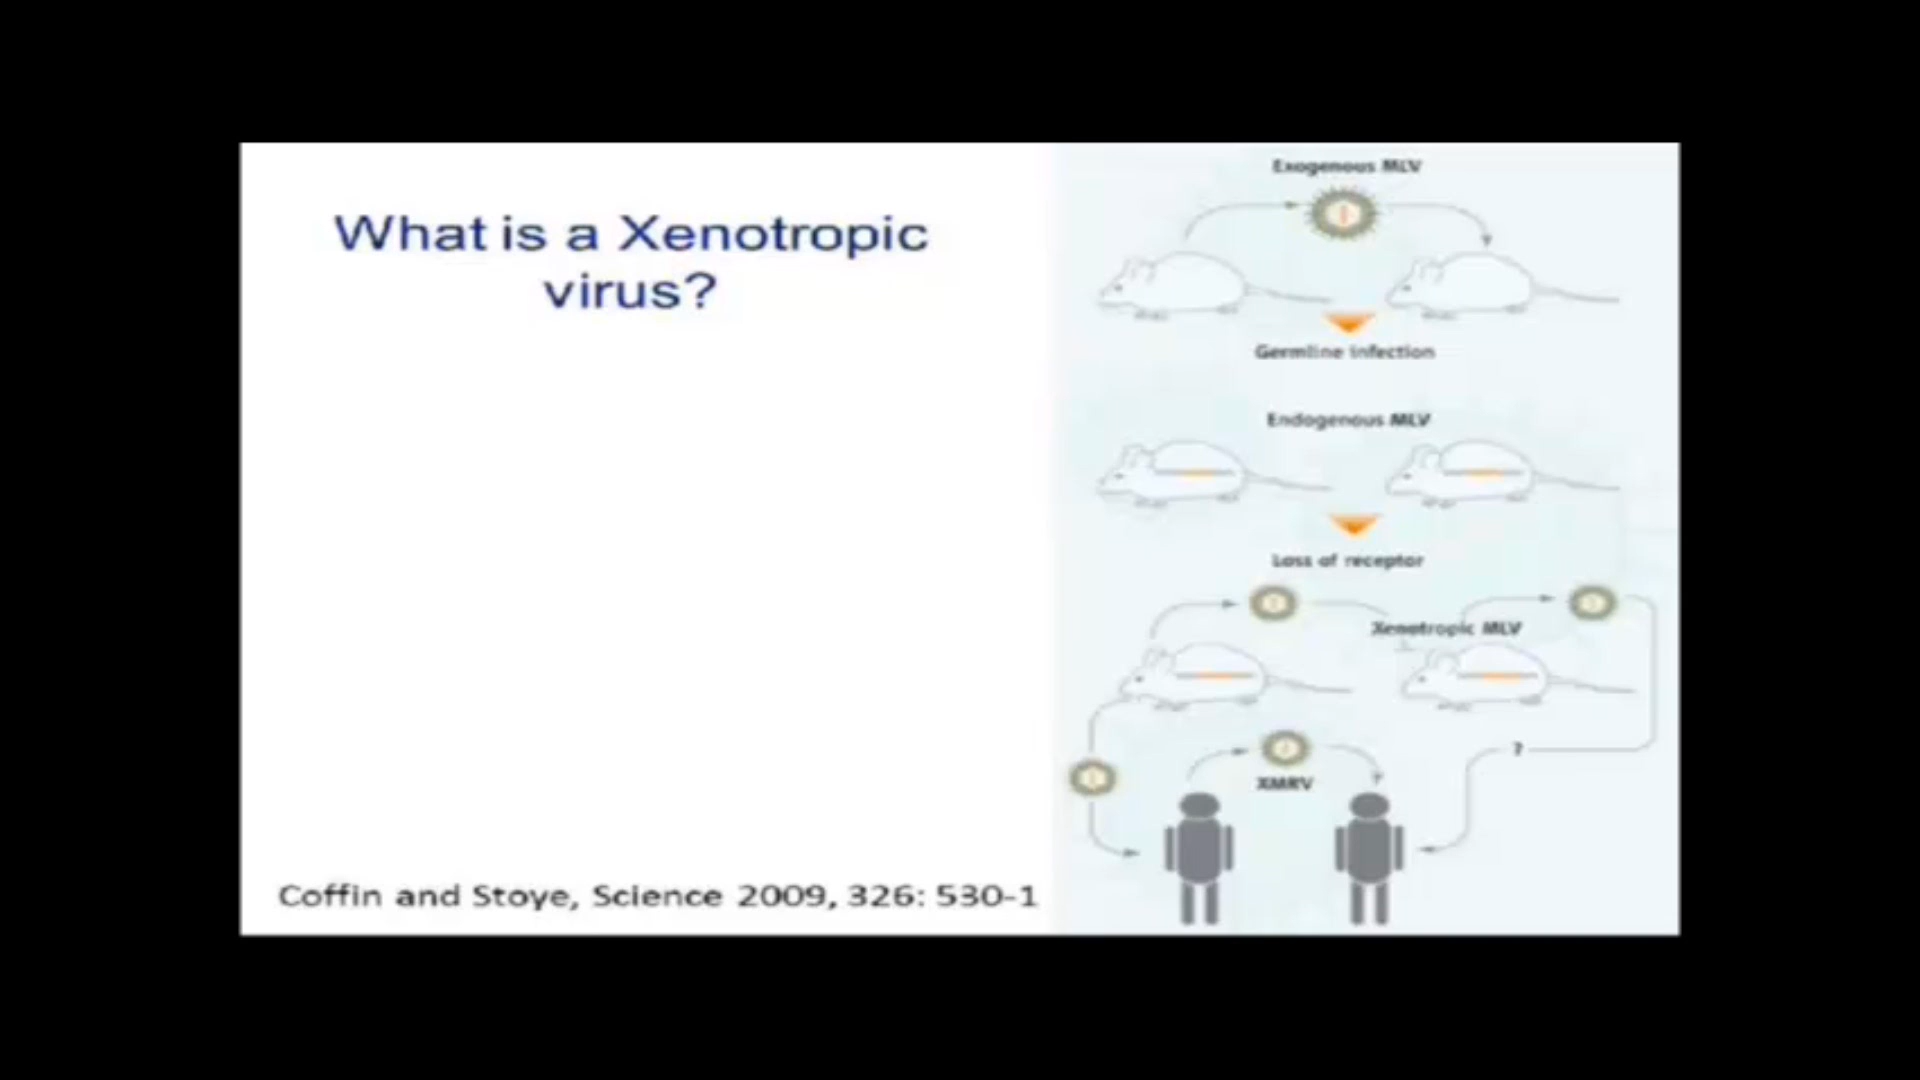 What is a Xenotropic
virus?
Coffin and Stoye, Science 2009, 326: 530-1
Exogenous MLV
Germline infection
Endogenous MLV
Loss of receptor
Xenotropic MLV
?
XMRV